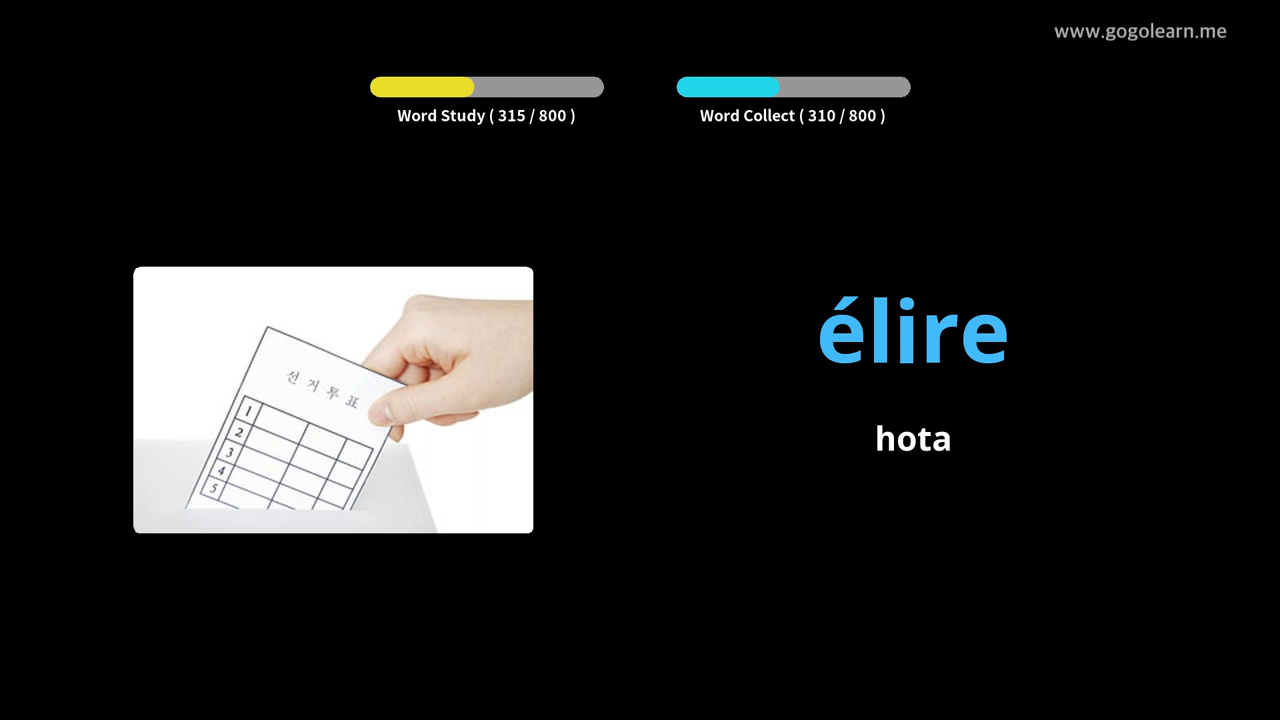 www.gogolearn.me
Word Study ( 315 / 800 )
Word Collect ( 310 / 800 )
선거투표
1
2
3
4
5
élire
hota